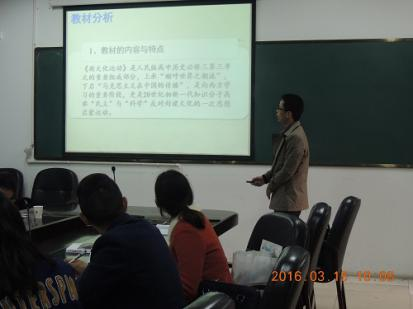 教材分析
1、教材的内容与特点
《新文化运动》是人民版高中历史必修三第三单
元的重要组成部分，上承“顺应世界之潮流”，
下启“马克思主义在中国的传播”，是向西方学
习的重要阶段，更是20世纪初新一代知识分子高
举“民主”与“科学”反对封建文化的一次思想
启蒙运动。
2016.03.1